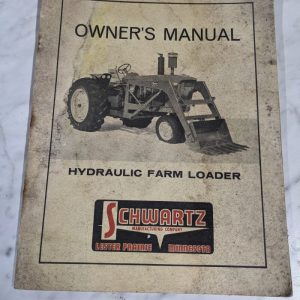 OWNER'S MANUAL
HYDRAULIC FARM LOADER
SCHWARTZ
MANUFACTURING COMPANY
LESTER PRAIRIE MINNESOTA